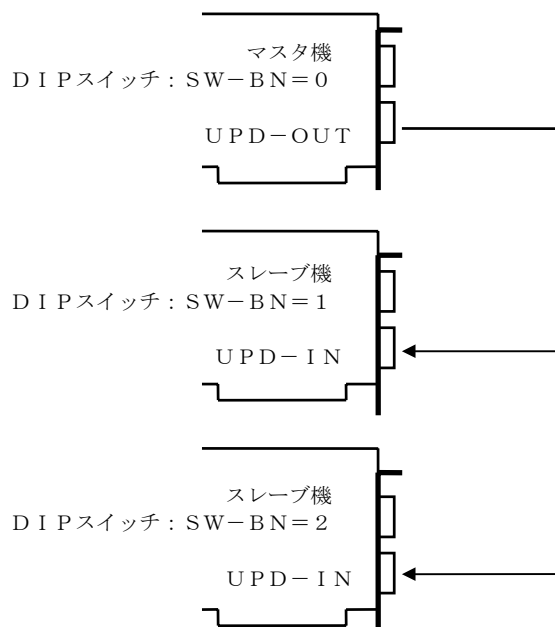 マスタ機
DIPスイッチ:SW-BN=0
UPD-OUT
スレーブ機
DIPスイッチ:SW-BN=1
UPD-IN
スレーブ機
DIPスイッチ:SW-BN=2
UPD-IN